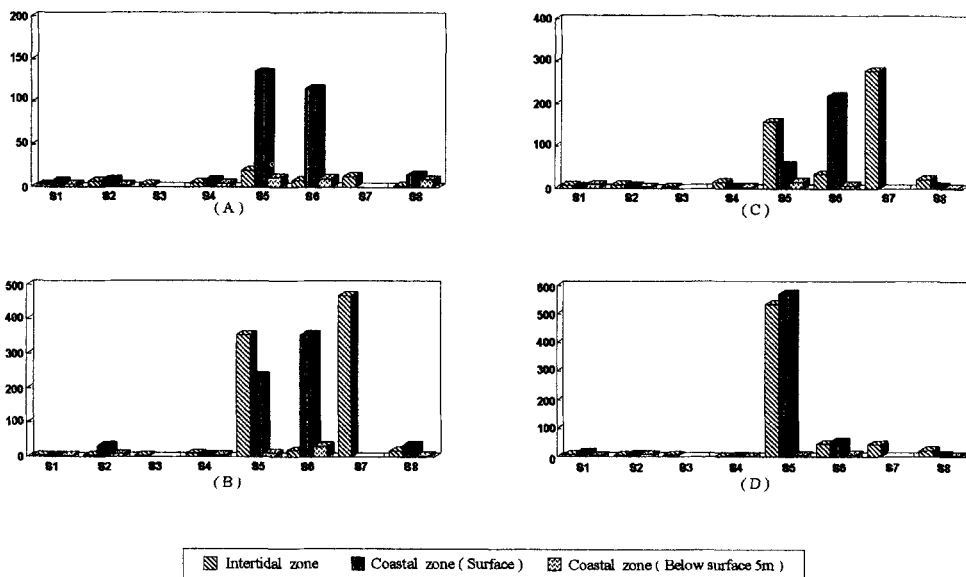 200
150
100
50
0
S1 S2 S3 S4 S5 S6 S7 S8
( A )
400
300
200
100
0
S1 S2 S3 S4 S5 S6 S7 S8
( C )
500
400
300
200
100
0
S1 S2 S3 S4 S5 S6 S7 S8
( B )
600
500
400
300
200
100
0
S1 S2 S3 S4 S5 S6 S7 S8
( D )
Intertidal zone Coastal zone ( Surface ) Coastal zone ( Below surface 5m )